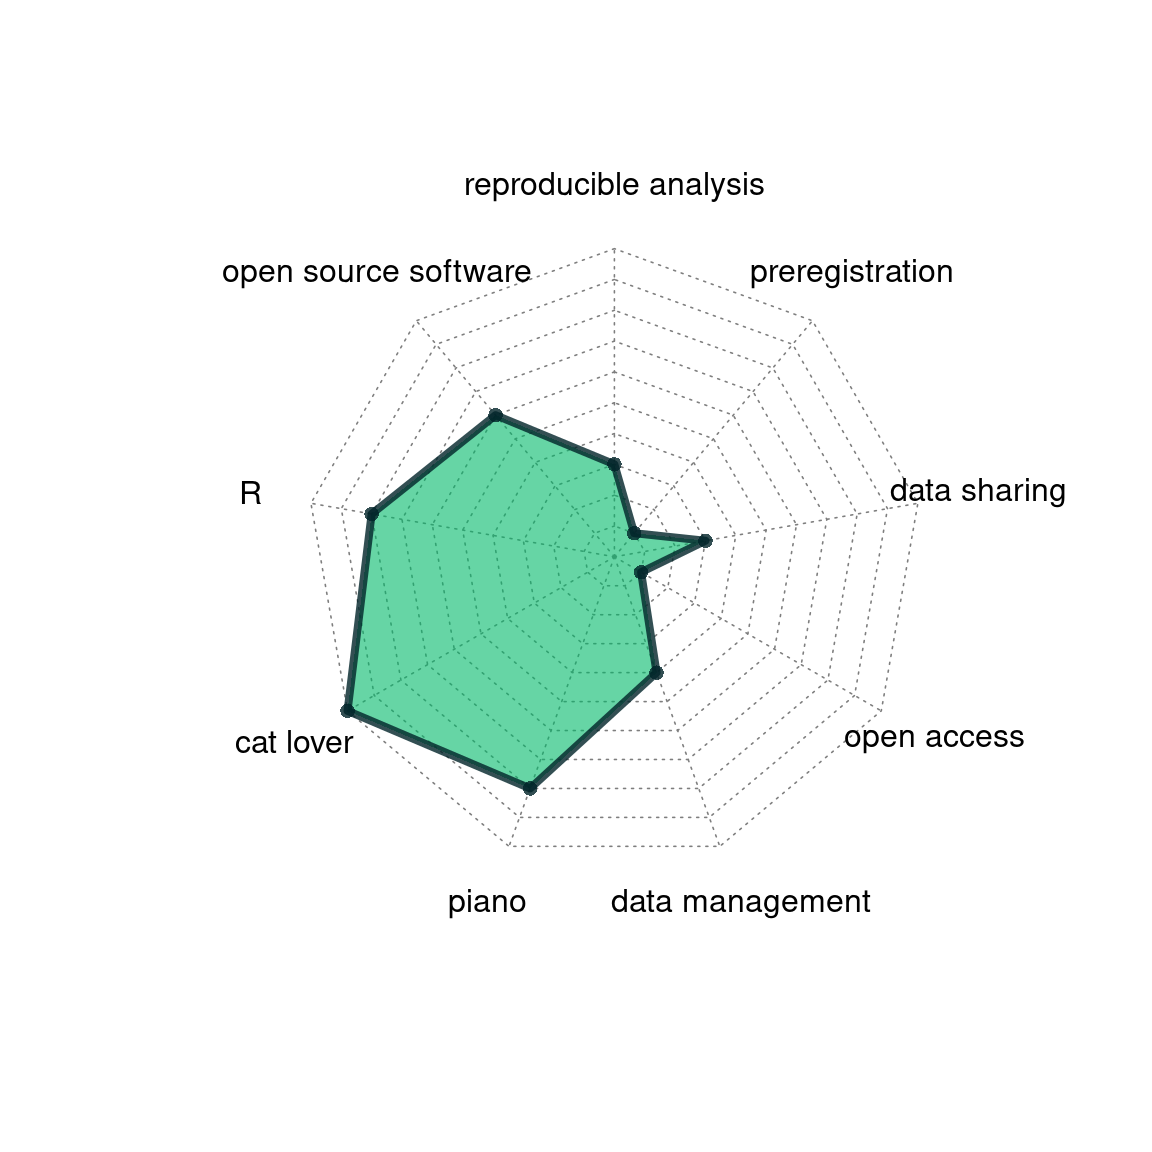 reproducible analysis
open source software
preregistration
R
data sharing
cat lover
open access
piano
data management